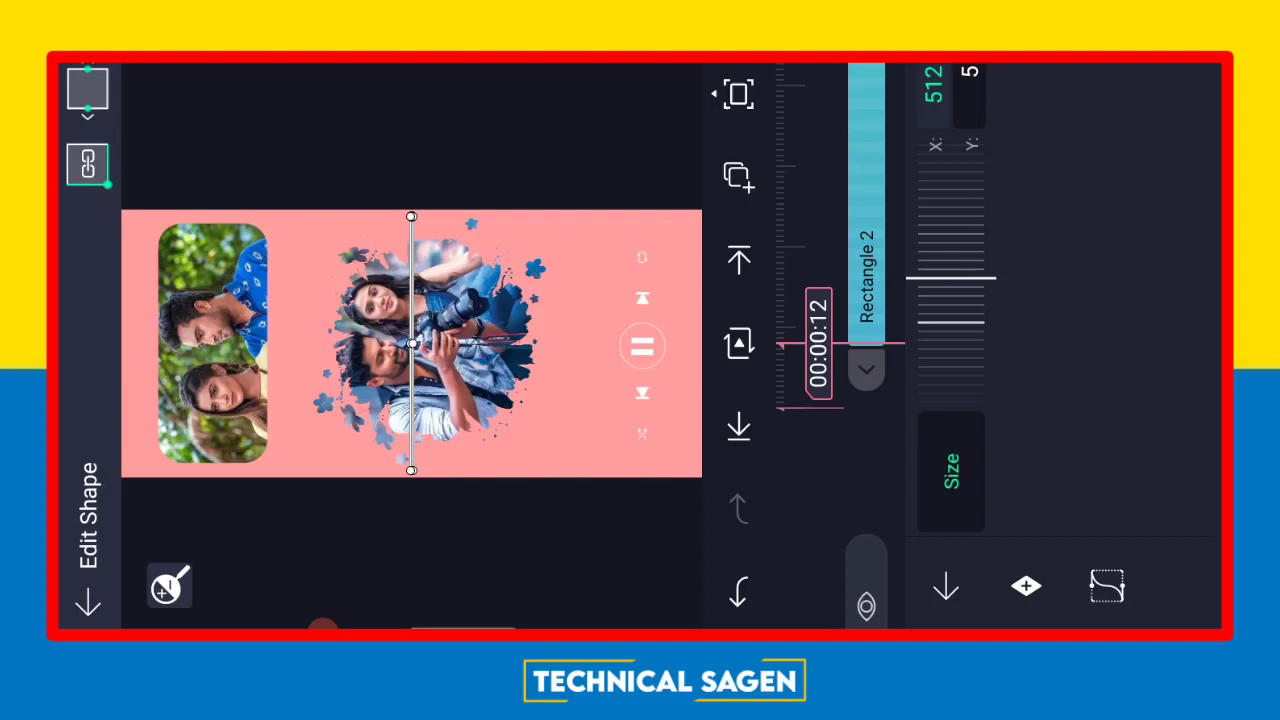 Edit Shape
00:00:12
Rectangle 2
Size
X: 512
Y: 5
TECHNICAL SAGEN